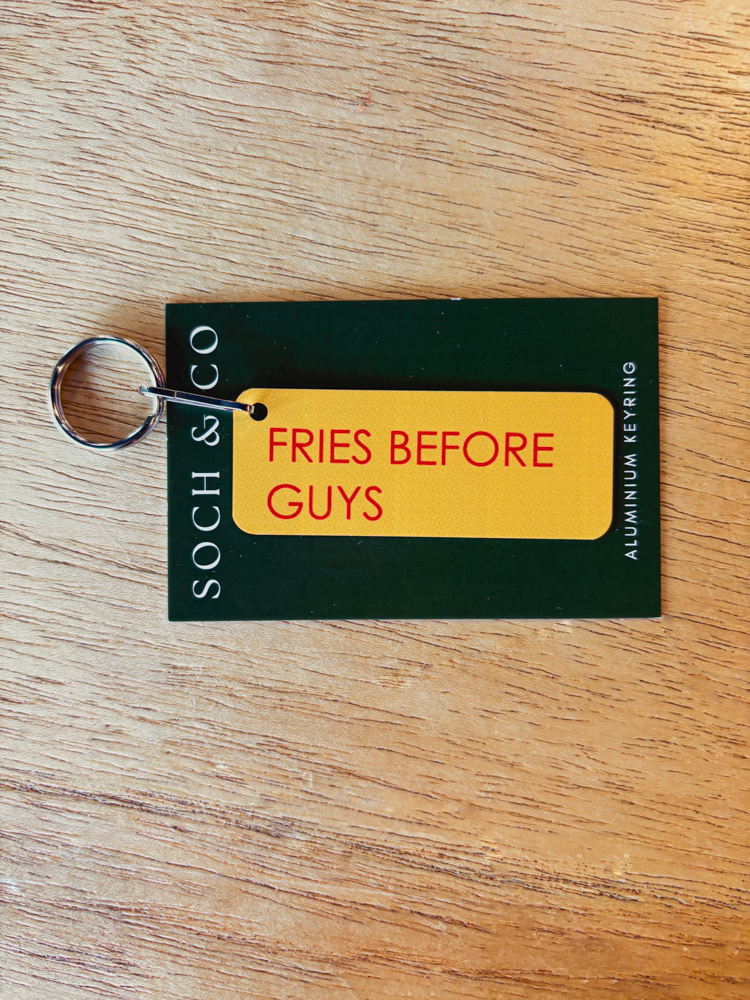 SOCH & CO
FRIES BEFORE
GUYS
ALUMINIUM KEYRING